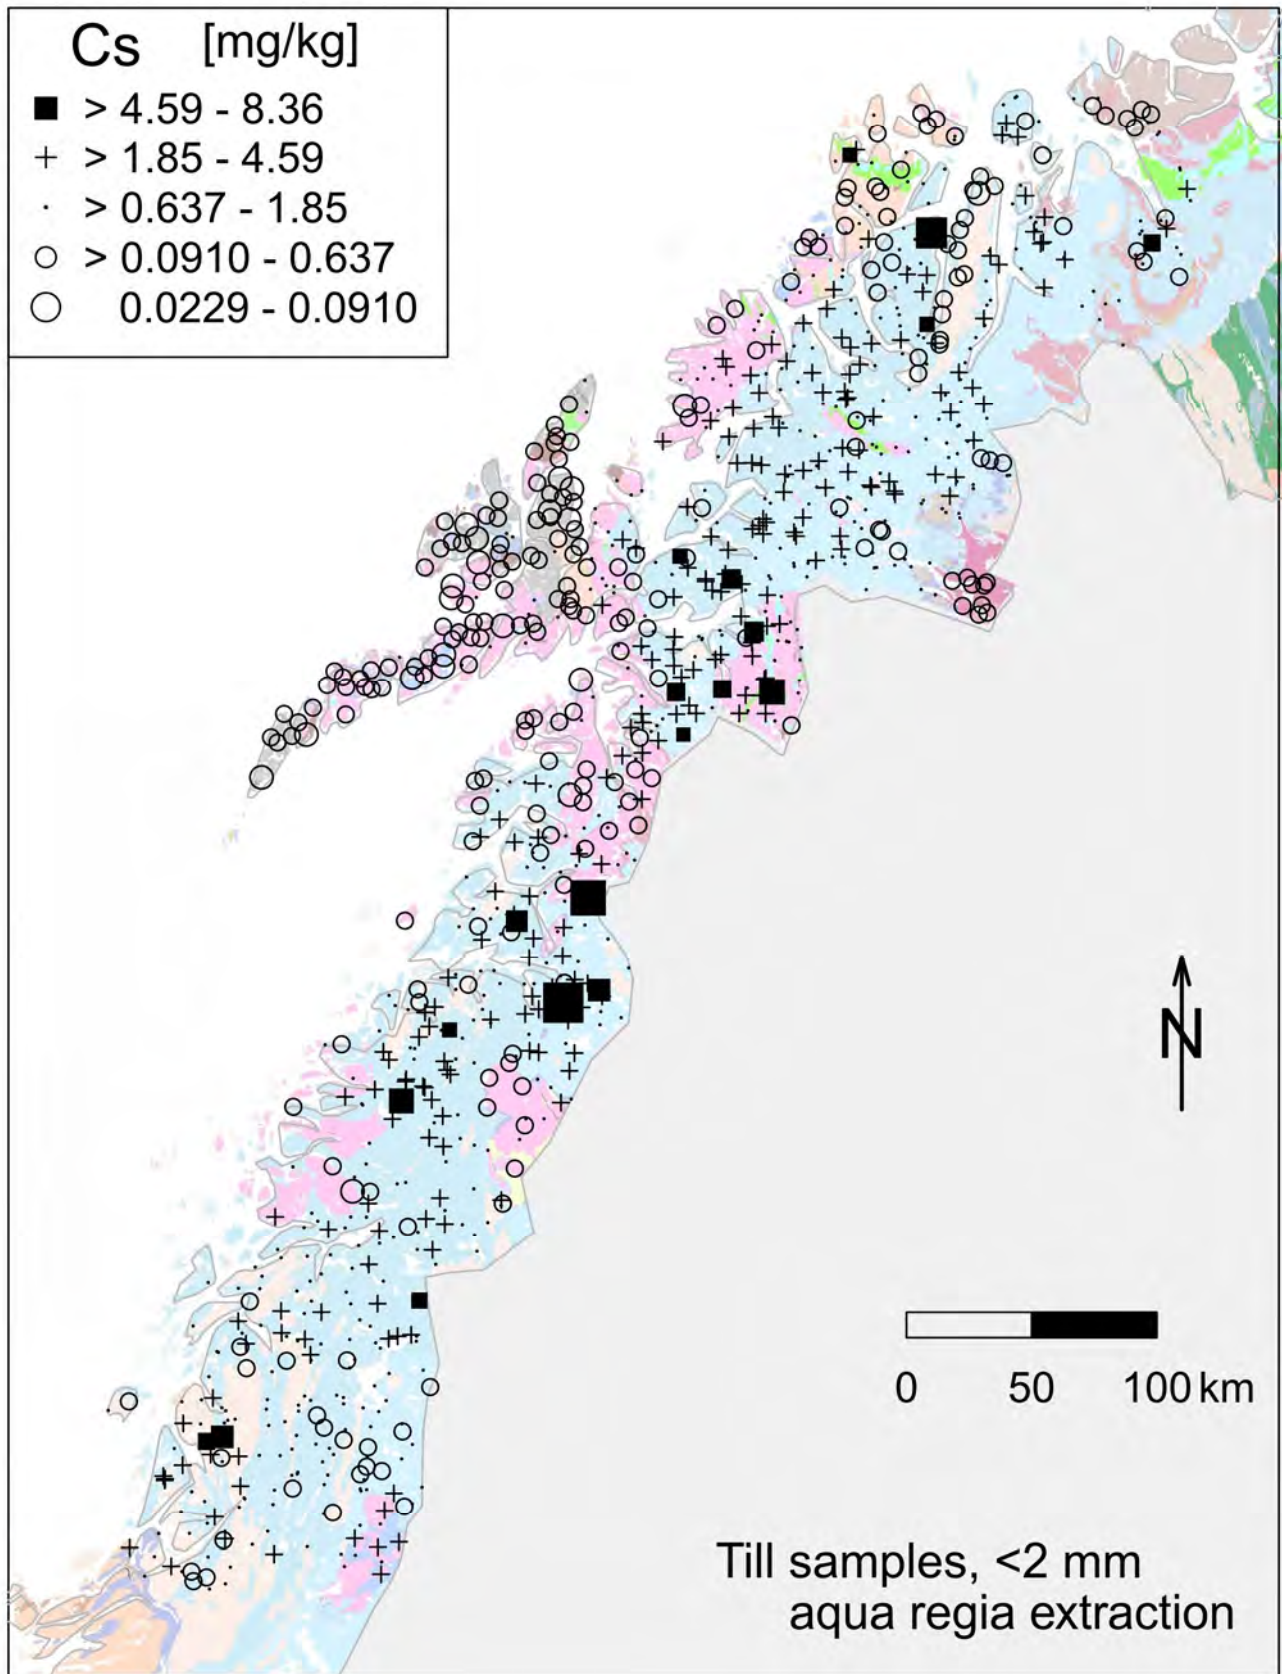 Cs [mg/kg]
> 4.59 - 8.36
> 1.85 - 4.59
> 0.637 - 1.85
> 0.0910 - 0.637
0.0229 - 0.0910
N
0 50 100 km
Till samples, <2 mm
aqua regia extraction